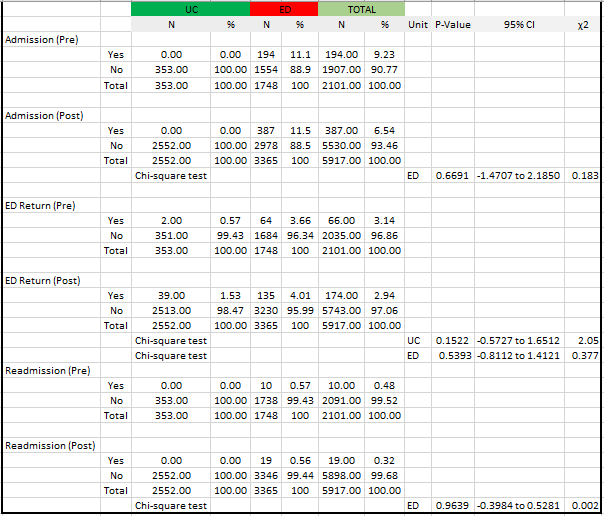 UC ED TOTAL
N % N % N % Unit P-Value 95% CI χ2
Admission (Pre)
Yes 0.00 0.00 194 11.1 194.00 9.23
No 353.00 100.00 1554 88.9 1907.00 90.77
Total 353.00 100.00 1748 100 2101.00 100.00
Admission (Post)
Yes 0.00 0.00 387 11.5 387.00 6.54
No 2552.00 100.00 2978 88.5 5530.00 93.46
Total 2552.00 100.00 3365 100 5917.00 100.00
Chi-square test ED 0.6691 -1.4707 to 2.1850 0.183
ED Return (Pre)
Yes 2.00 0.57 64 3.66 66.00 3.14
No 351.00 99.43 1684 96.34 2035.00 96.86
Total 353.00 100.00 1748 100 2101.00 100.00
ED Return (Post)
Yes 39.00 1.53 135 4.01 174.00 2.94
No 2513.00 98.47 3230 95.99 5743.00 97.06
Total 2552.00 100.00 3365 100 5917.00 100.00
Chi-square test UC 0.1522 -0.5727 to 1.6512 2.05
Chi-square test ED 0.5393 -0.8112 to 1.4121 0.377
Readmission (Pre)
Yes 0.00 0.00 10 0.57 10.00 0.48
No 353.00 100.00 1738 99.43 2091.00 99.52
Total 353.00 100.00 1748 100 2101.00 100.00
Readmission (Post)
Yes 0.00 0.00 19 0.56 19.00 0.32
No 2552.00 100.00 3346 99.44 5898.00 99.68
Total 2552.00 100.00 3365 100 5917.00 100.00
Chi-square test ED 0.9639 -0.3984 to 0.5281 0.002